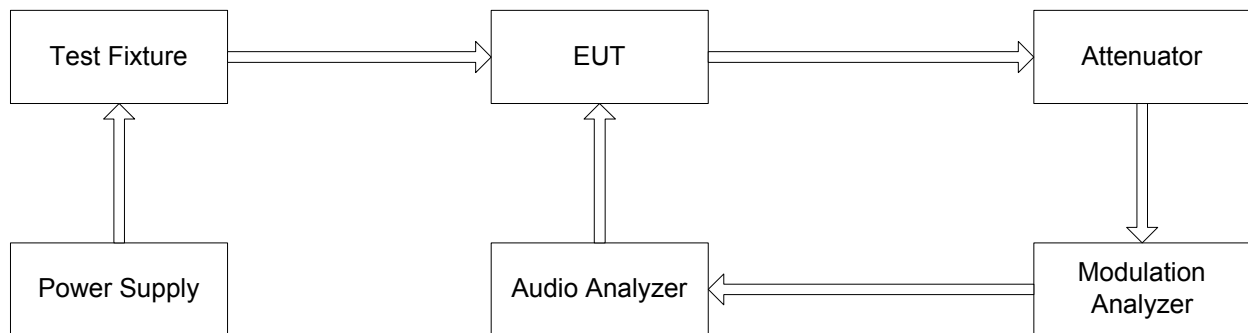 Test Fixture
EUT
Attenuator
Power Supply
Audio Analyzer
Modulation
Analyzer